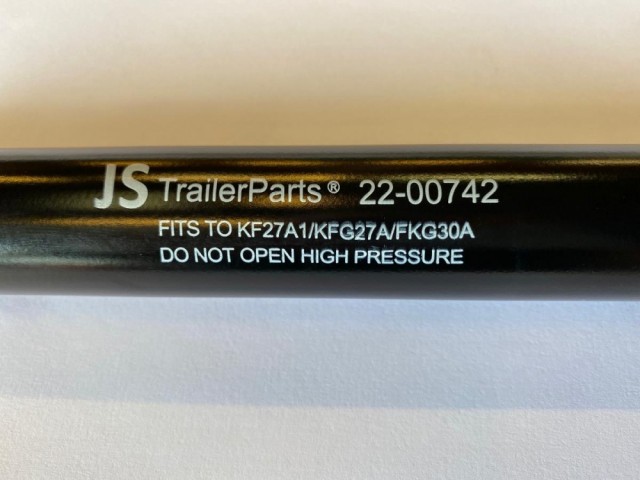 JS TrailerParts® 22-00742
FITS TO KF27A1/KFG27A/FKG30A
DO NOT OPEN HIGH PRESSURE